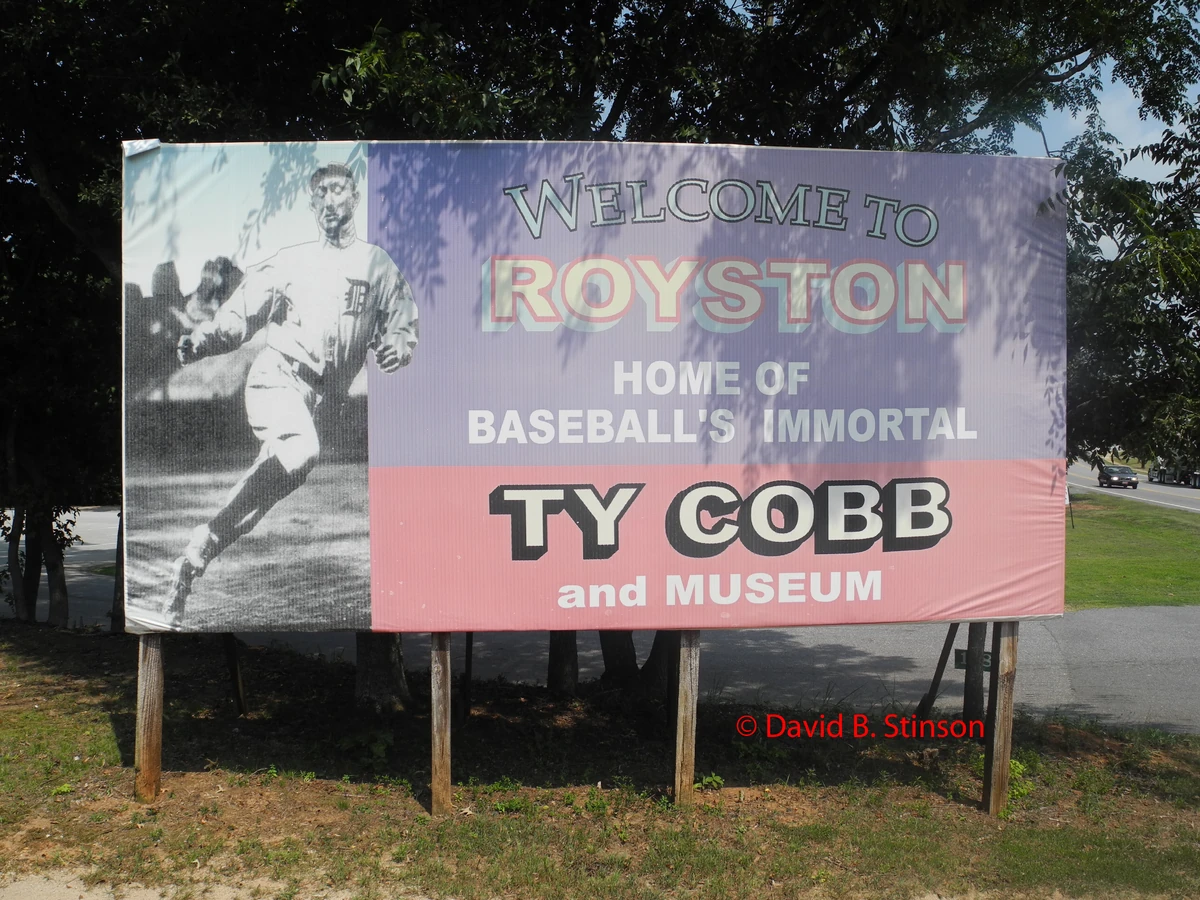 WELCOME TO
ROYSTON
HOME OF
BASEBALL'S IMMORTAL
TY COBB
and MUSEUM
D
© David B. Stinson